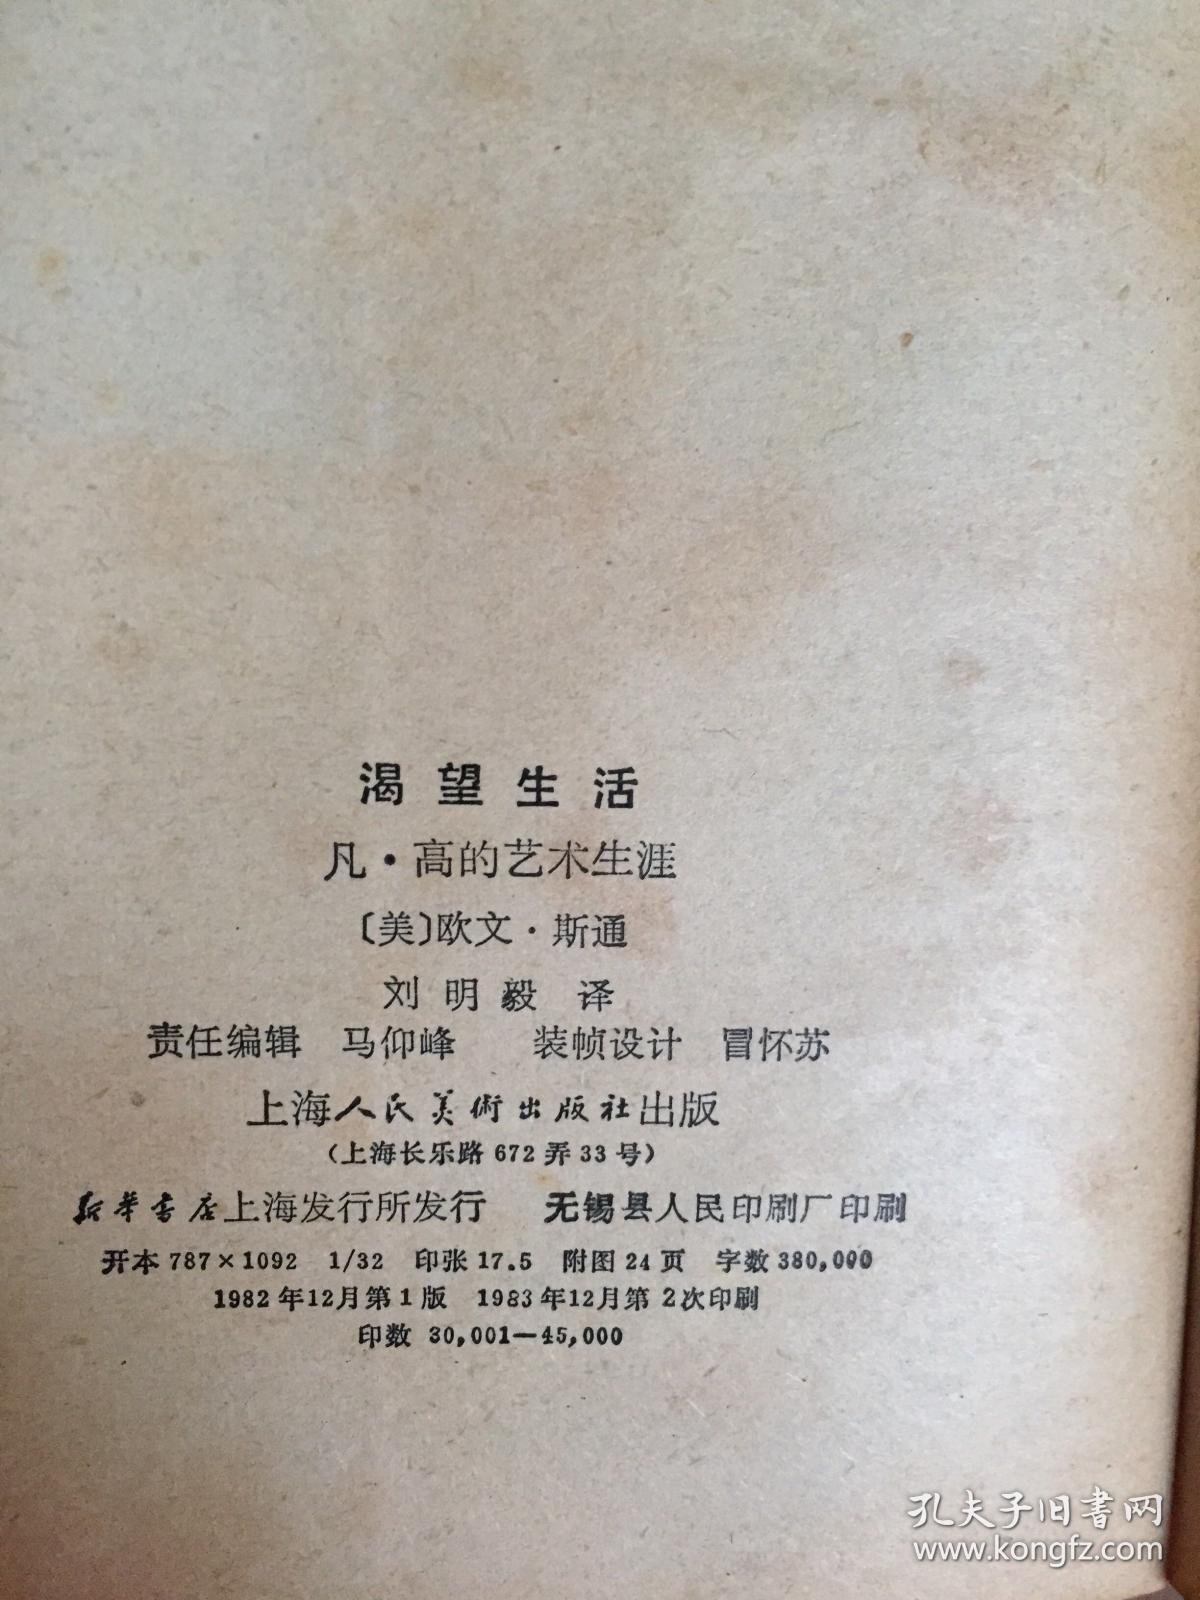 渴望生活
凡·高的艺术生涯
〔美〕欧文·斯通
刘明毅 译
责任编辑 马仰峰 装帧设计 冒怀苏
上海人民美術出版社出版
（上海长乐路672弄33号）
新华书店上海发行所发行 无锡县人民印刷厂印刷
开本 787×1092 1/32 印张 17.5 附图 24 页 字数 380,000
1982年12月第1版 1983年12月第2次印刷
印数 30,001—45,000
孔夫子旧書网
www.kongfz.com